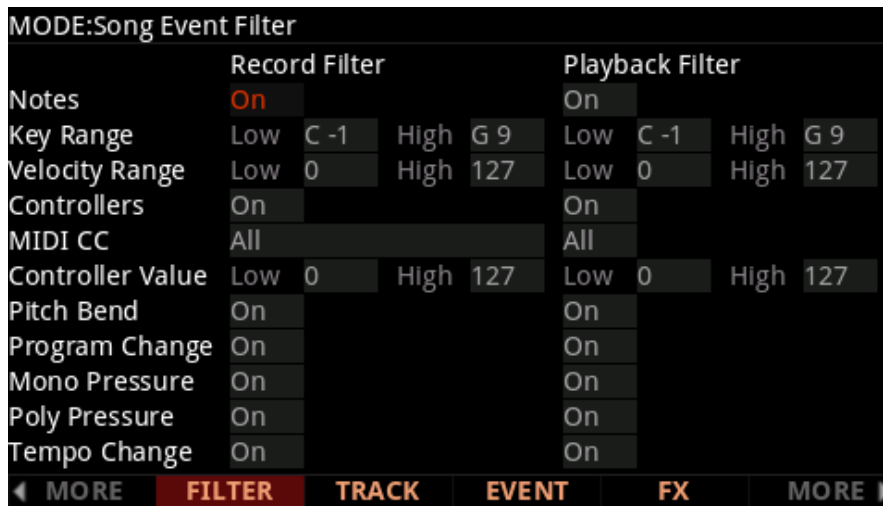 MODE:Song Event Filter
Record Filter Playback Filter
Notes On On
Key Range Low C -1 High G 9 Low C -1 High G 9
Velocity Range Low 0 High 127 Low 0 High 127
Controllers On On
MIDI CC All All
Controller Value Low 0 High 127 Low 0 High 127
Pitch Bend On On
Program Change On On
Mono Pressure On On
Poly Pressure On On
Tempo Change On On
MORE FILTER TRACK EVENT FX MORE